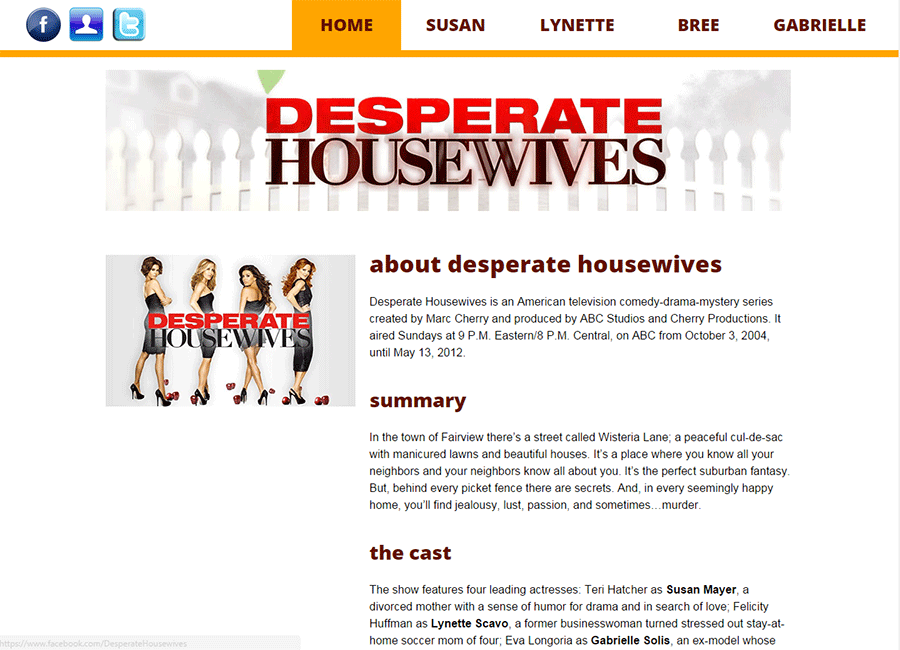 HOME SUSAN LYNETTE BREE GABRIELLE
DESPERATE
HOUSEWIVES
DESPERATE
HOUSEWIVES
about desperate housewives
Desperate Housewives is an American television comedy-drama-mystery series
created by Marc Cherry and produced by ABC Studios and Cherry Productions. It
aired Sundays at 9 P.M. Eastern/8 P.M. Central, on ABC from October 3, 2004,
until May 13, 2012.
summary
In the town of Fairview there’s a street called Wisteria Lane; a peaceful cul-de-sac
with manicured lawns and beautiful houses. It’s a place where you know all your
neighbors and your neighbors know all about you. It’s the perfect suburban fantasy.
But, behind every picket fence there are secrets. And, in every seemingly happy
home, you’ll find jealousy, lust, passion, and sometimes…murder.
the cast
The show features four leading actresses: Teri Hatcher as Susan Mayer, a
divorced mother with a sense of humor for drama and in search of love; Felicity
Huffman as Lynette Scavo, a former businesswoman turned stressed out stay-at-
home soccer mom of four; Eva Longoria as Gabrielle Solis, an ex-model whose
https://www.facebook.com/DesperateHousewives